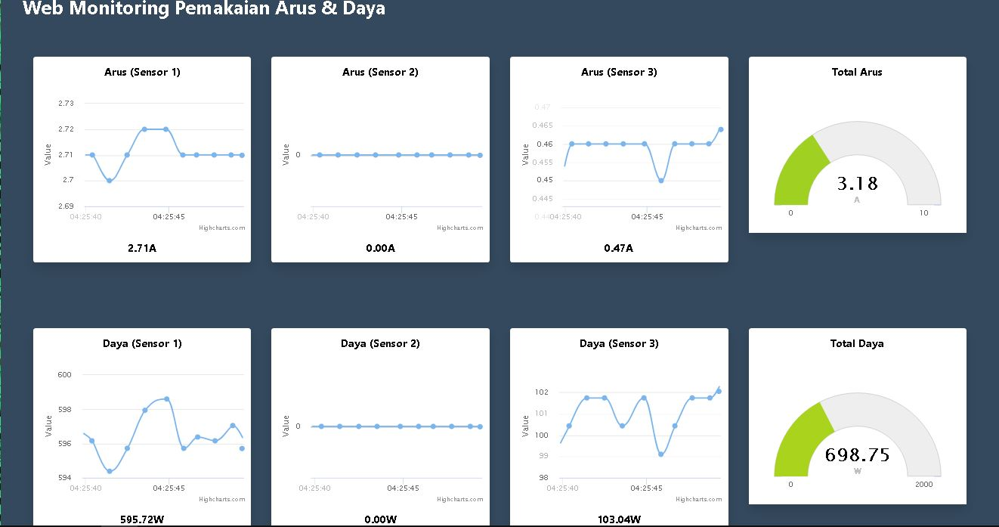 Web Monitoring Pemakaian Arus & Daya
Arus (Sensor 1)
Value
2.73
2.72
2.71
2.7
2.69
04:25:40 04:25:45
Highcharts.com
2.71A
Arus (Sensor 2)
Value
0
04:25:40 04:25:45
Highcharts.com
0.00A
Arus (Sensor 3)
Value
0.47
0.465
0.46
0.455
0.45
0.445
0.44
04:25:40 04:25:45
Highcharts.com
0.47A
Total Arus
3.18
A
0 10
Daya (Sensor 1)
Value
600
598
596
594
04:25:40 04:25:45
Highcharts.com
595.72W
Daya (Sensor 2)
Value
0
04:25:40 04:25:45
Highcharts.com
0.00W
Daya (Sensor 3)
Value
102
101
100
99
98
04:25:40 04:25:45
Highcharts.com
103.04W
Total Daya
698.75
W
0 2000